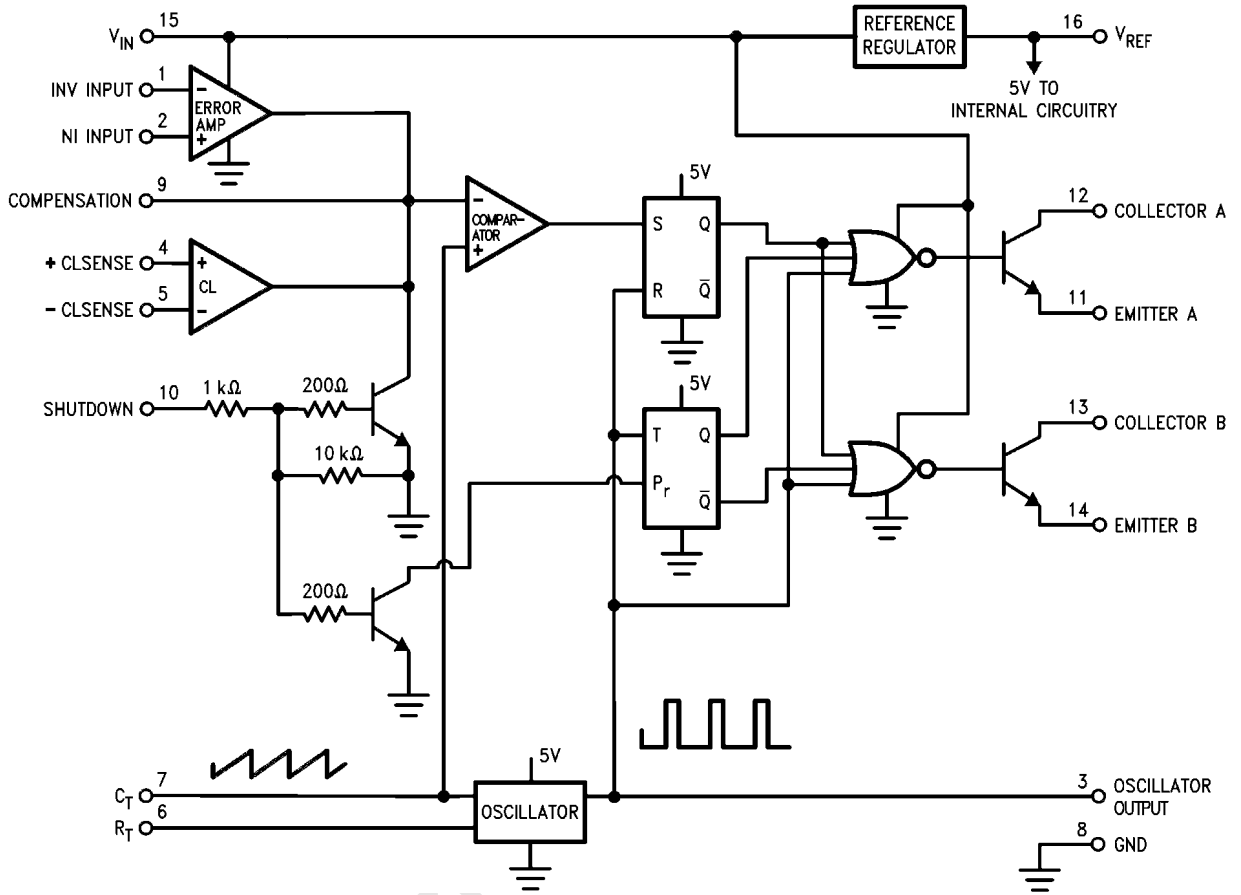 15
V_IN
REFERENCE
REGULATOR
16
V_REF
5V TO
INTERNAL CIRCUITRY
1
INV INPUT
−
ERROR
AMP
2
NI INPUT
+
9
COMPENSATION
−
COMPAR-
ATOR
+
4
+ CLSENSE
+
CL
5
− CLSENSE
−
5V
S
Q
R
Q̅
12
COLLECTOR A
11
EMITTER A
10
SHUTDOWN
1 kΩ
200Ω
10 kΩ
200Ω
5V
T
Q
Pr
Q̅
13
COLLECTOR B
14
EMITTER B
7
C_T
6
R_T
5V
OSCILLATOR
3
OSCILLATOR
OUTPUT
8
GND